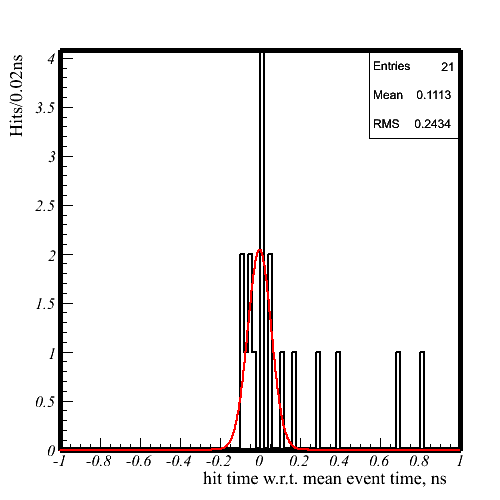 Hits/0.02ns
4
3.5
3
2.5
2
1.5
1
0.5
0
Entries 21
Mean 0.1113
RMS 0.2434
-1 -0.8 -0.6 -0.4 -0.2 0 0.2 0.4 0.6 0.8 1
hit time w.r.t. mean event time, ns